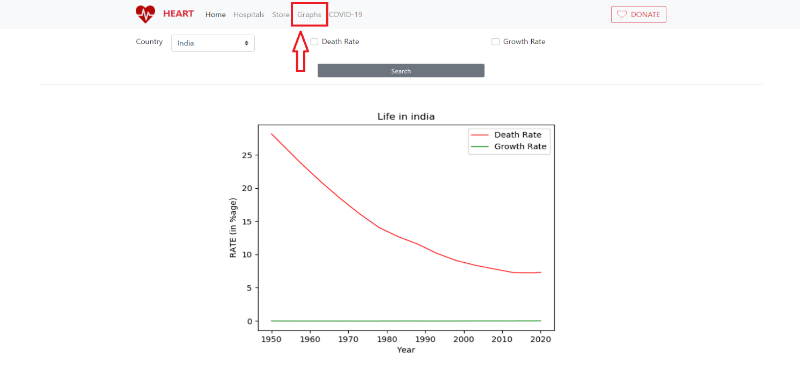 HEART Home Hospitals Store Graphs COVID-19 DONATE
Country India Death Rate Growth Rate
Search
Life in india
Death Rate
Growth Rate
RATE (in %age)
25
20
15
10
5
0
1950 1960 1970 1980 1990 2000 2010 2020
Year